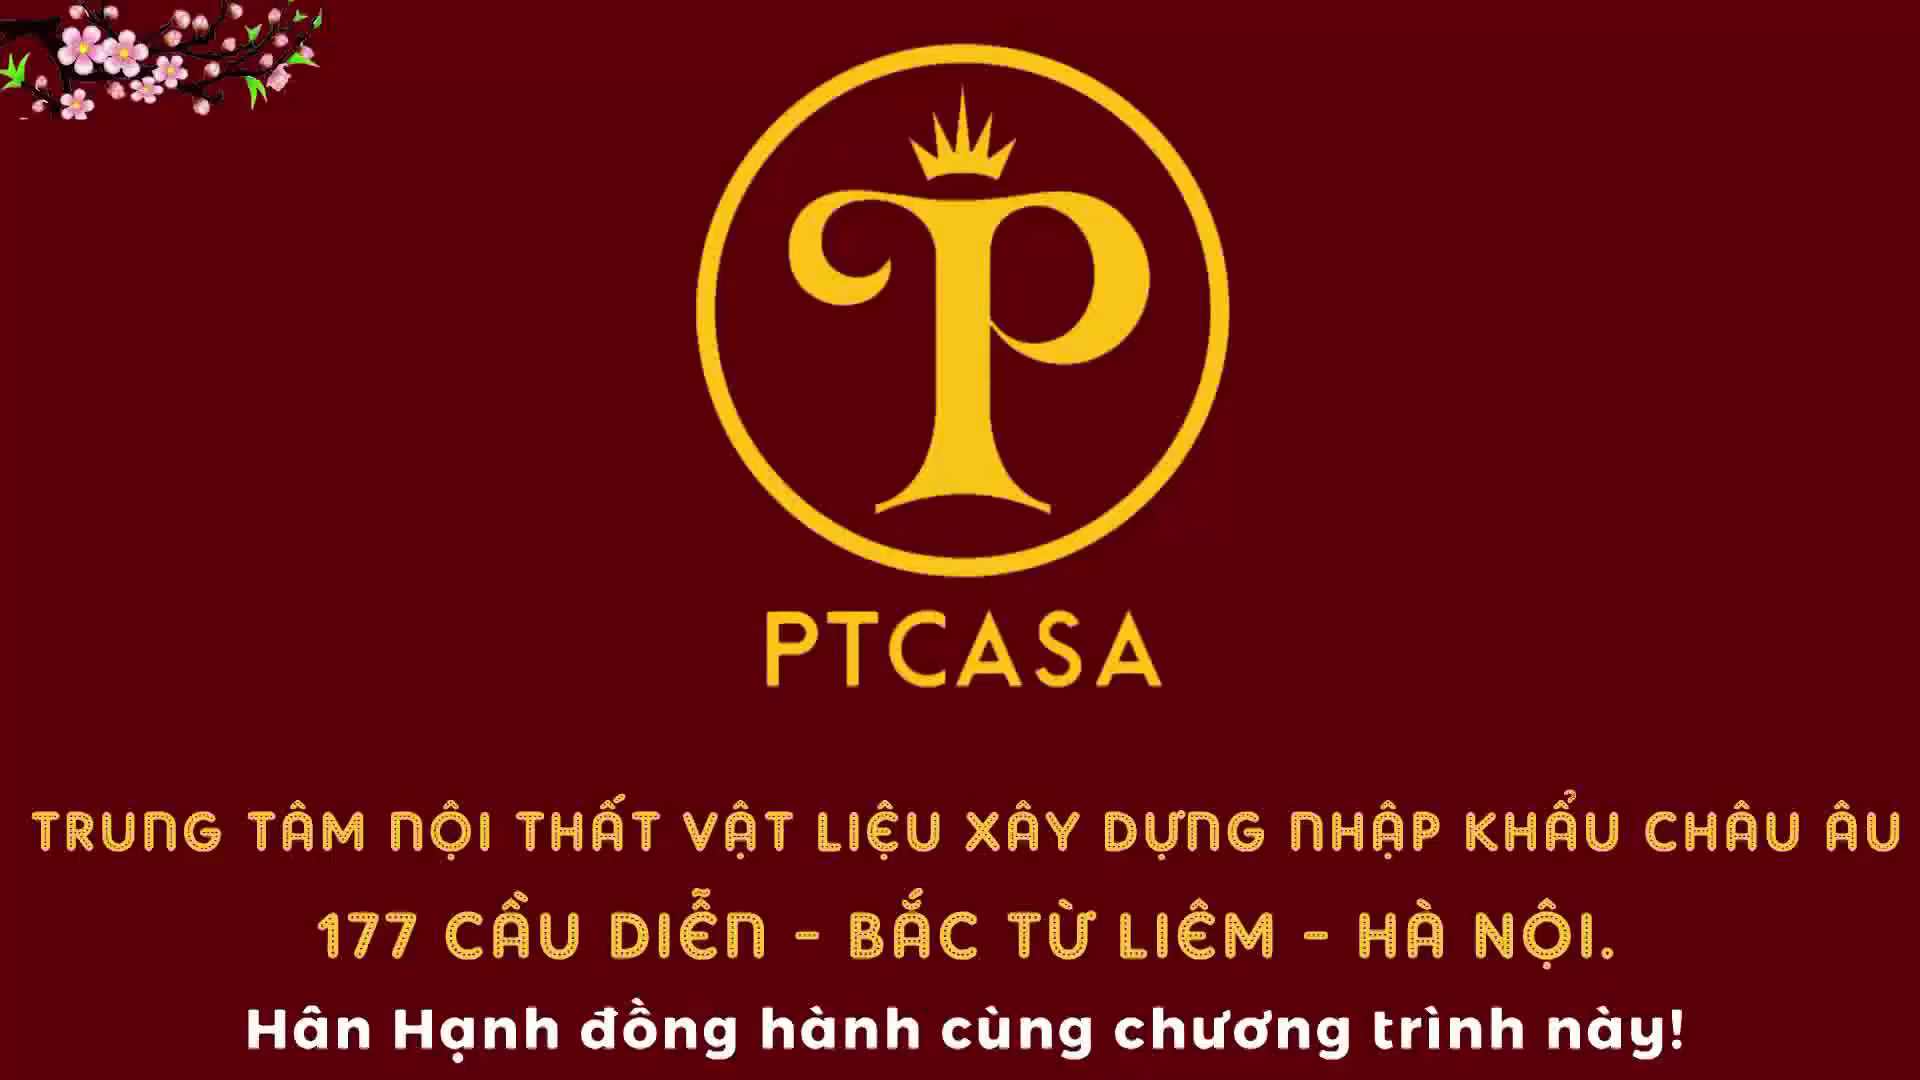 P
PTCASA
TRUNG TÂM NỘI THẤT VẬT LIỆU XÂY DỰNG NHẬP KHẨU CHÂU ÂU
177 CẦU DIỄN - BẮC TỪ LIÊM - HÀ NỘI.
Hân Hạnh đồng hành cùng chương trình này!